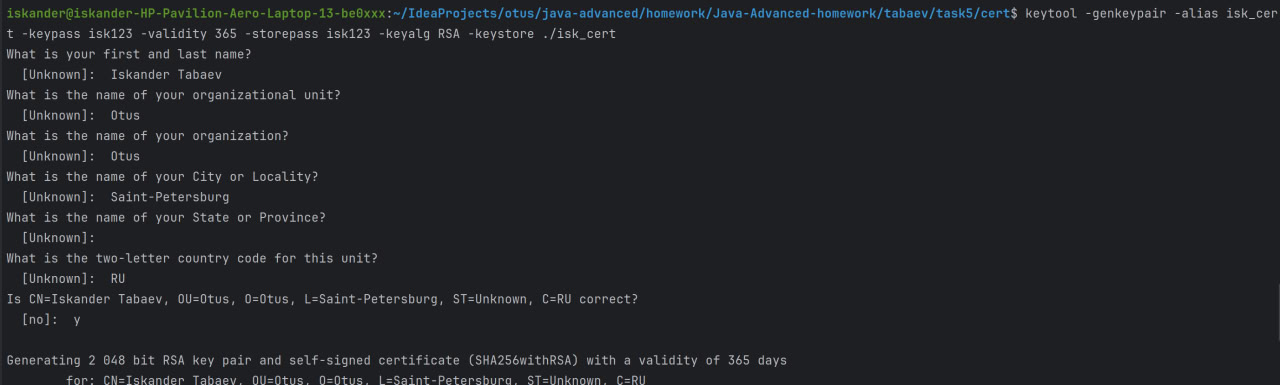 iskander@iskander-HP-Pavilion-Aero-Laptop-13-be0xxx:~/IdeaProjects/otus/java-advanced/homework/Java-Advanced-homework/tabaev/task5/cert$ keytool -genkeypair -alias isk_cer
t -keypass isk123 -validity 365 -storepass isk123 -keyalg RSA -keystore ./isk_cert
What is your first and last name?
  [Unknown]:  Iskander Tabaev
What is the name of your organizational unit?
  [Unknown]:  Otus
What is the name of your organization?
  [Unknown]:  Otus
What is the name of your City or Locality?
  [Unknown]:  Saint-Petersburg
What is the name of your State or Province?
  [Unknown]:
What is the two-letter country code for this unit?
  [Unknown]:  RU
Is CN=Iskander Tabaev, OU=Otus, O=Otus, L=Saint-Petersburg, ST=Unknown, C=RU correct?
  [no]:  y

Generating 2 048 bit RSA key pair and self-signed certificate (SHA256withRSA) with a validity of 365 days
        for: CN=Iskander Tabaev, OU=Otus, O=Otus, L=Saint-Petersburg, ST=Unknown, C=RU